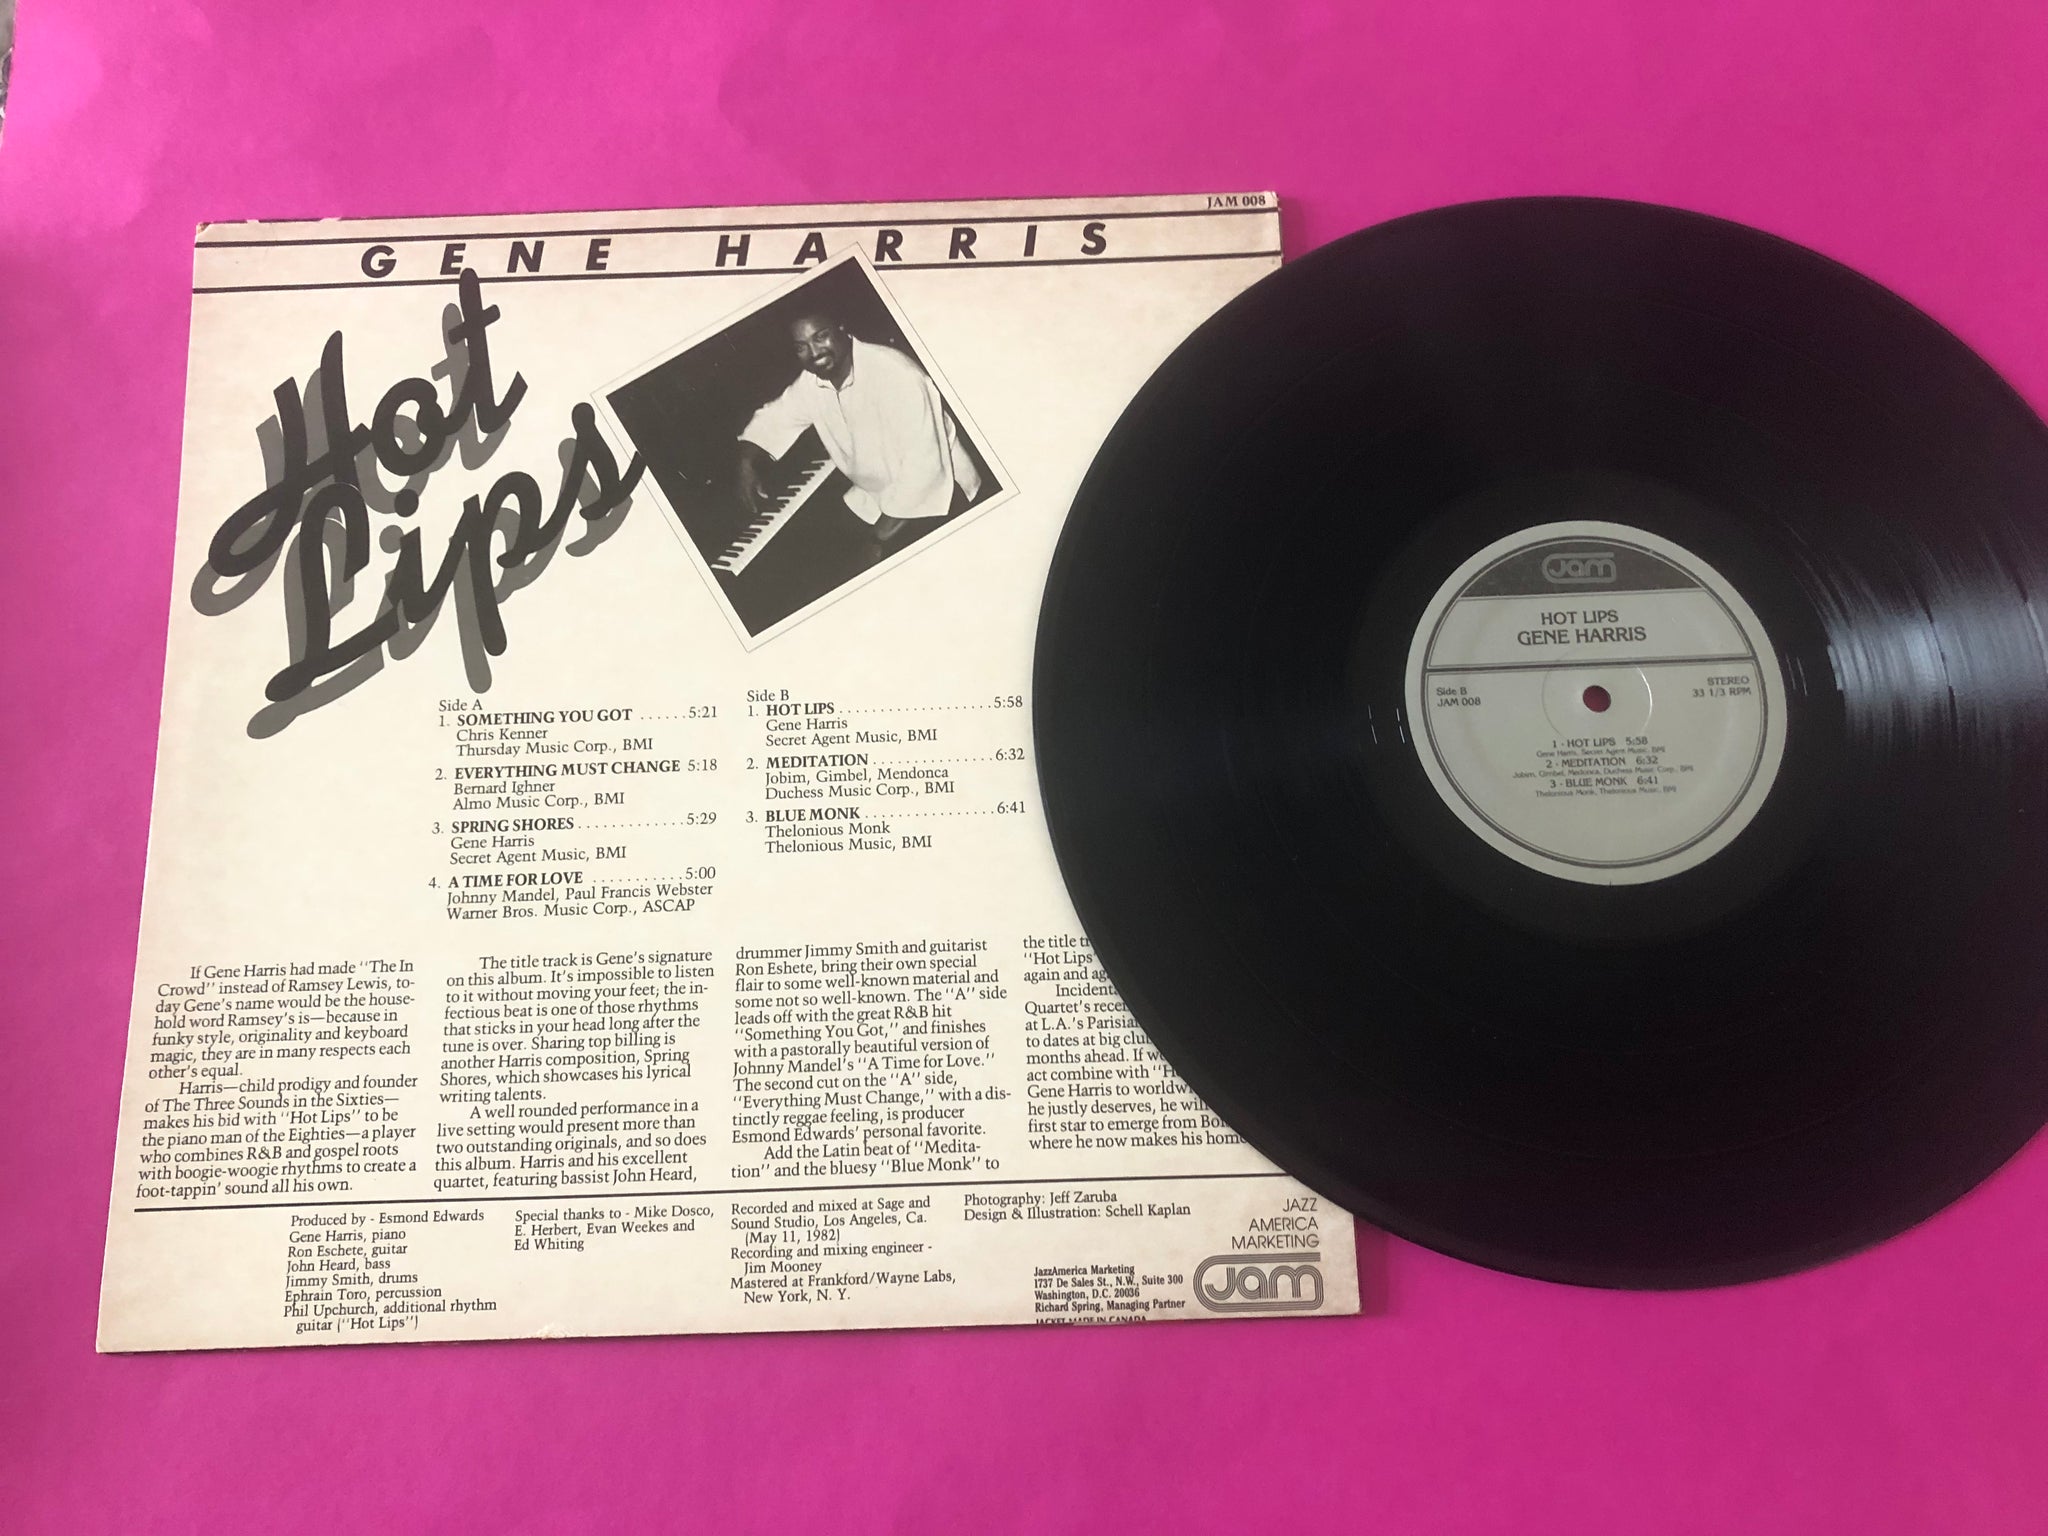 JAM 008
GENE HARRIS
Hot
Lips
Side A
1. SOMETHING YOU GOT ......5:21
Chris Kenner
Thursday Music Corp., BMI
2. EVERYTHING MUST CHANGE 5:18
Bernard Ighner
Almo Music Corp., BMI
3. SPRING SHORES.............5:29
Gene Harris
Secret Agent Music, BMI
4. A TIME FOR LOVE ...........5:00
Johnny Mandel, Paul Francis Webster
Warner Bros. Music Corp., ASCAP
Side B
1. HOT LIPS...................5:58
Gene Harris
Secret Agent Music, BMI
2. MEDITATION...............6:32
Jobim, Gimbel, Mendonca
Duchess Music Corp., BMI
3. BLUE MONK................6:41
Thelonious Monk
Thelonious Music, BMI
If Gene Harris had made "The In
Crowd" instead of Ramsey Lewis, to-
day Gene's name would be the house-
hold word Ramsey's is—because in
funky style, originality and keyboard
magic, they are in many respects each
other's equal.
Harris—child prodigy and founder
of The Three Sounds in the Sixties—
makes his bid with "Hot Lips" to be
the piano man of the Eighties—a player
who combines R&B and gospel roots
with boogie-woogie rhythms to create a
foot-tappin' sound all his own.
The title track is Gene's signature
on this album. It's impossible to listen
to it without moving your feet; the in-
fectious beat is one of those rhythms
that sticks in your head long after the
tune is over. Sharing top billing is
another Harris composition, Spring
Shores, which showcases his lyrical
writing talents.
A well rounded performance in a
live setting would present more than
two outstanding originals, and so does
this album. Harris and his excellent
quartet, featuring bassist John Heard,
drummer Jimmy Smith and guitarist
Ron Eshete, bring their own special
flair to some well-known material and
some not so well-known. The "A" side
leads off with the great R&B hit
"Something You Got," and finishes
with a pastorally beautiful version of
Johnny Mandel's "A Time for Love."
The second cut on the "A" side,
"Everything Must Change," with a dis-
tinctly reggae feeling, is producer
Esmond Edwards' personal favorite.
Add the Latin beat of "Medita-
tion" and the bluesy "Blue Monk" to
the title
"Hot Lips"
again and
Quartet's
at L.A.'s
to dates at big
months ahead. If
act combine with
Gene Harris to
he justly deserves, he
first star to emerge from
where he now makes his home
Produced by - Esmond Edwards
Gene Harris, piano
Ron Eschete, guitar
John Heard, bass
Jimmy Smith, drums
Ephrain Toro, percussion
Phil Upchurch, additional rhythm
guitar ("Hot Lips")
Special thanks to - Mike Dosco,
E. Herbert, Evan Weekes and
Ed Whiting
Recorded and mixed at Sage and
Sound Studio, Los Angeles, Ca.
(May 11, 1982)
Recording and mixing engineer -
Jim Mooney
Mastered at Frankford/Wayne Labs,
New York, N. Y.
Photography: Jeff Zaruba
Design & Illustration: Schell Kaplan
JazzAmerica Marketing
1737 De Sales St., N.W., Suite 300
Washington, D.C. 20036
Richard Spring, Managing Partner
JACKET MADE IN CANADA
JAZZ
AMERICA
MARKETING
Jam
Jam
HOT LIPS
GENE HARRIS
Side B
JAM 008
STEREO
33 1/3 RPM
1 - HOT LIPS 5:58
Gene Harris, Secret Agent Music, BMI
2 - MEDITATION 6:32
Jobim, Gimbel, Medonca, Duchess Music Corp., BMI
3 - BLUE MONK 6:41
Thelonious Monk, Thelonious Music, BMI